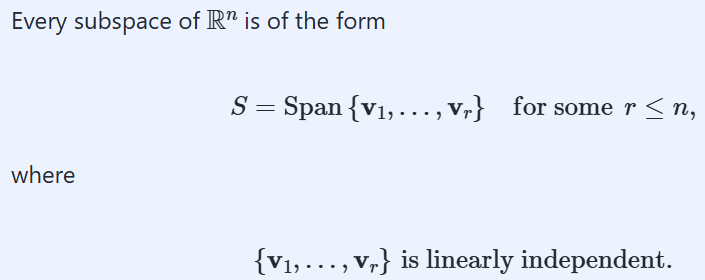 Every subspace of ℝⁿ is of the form
S = Span {v₁, . . . , vᵣ} for some r ≤ n,
where
{v₁, . . . , vᵣ} is linearly independent.